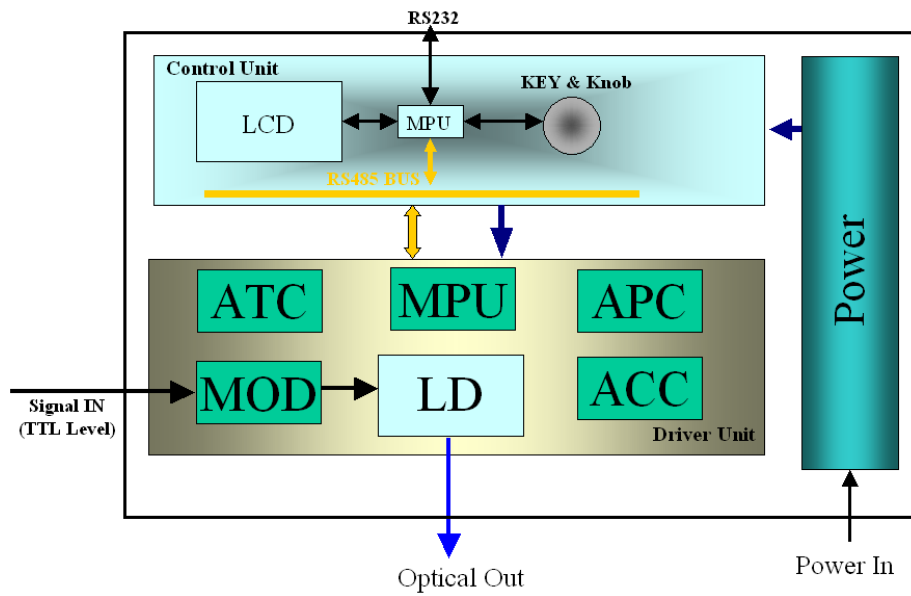 RS232
Control Unit
KEY & Knob
LCD
MPU
RS485 BUS
Power
ATC
MPU
APC
MOD
LD
ACC
Signal IN
(TTL Level)
Driver Unit
Optical Out
Power In